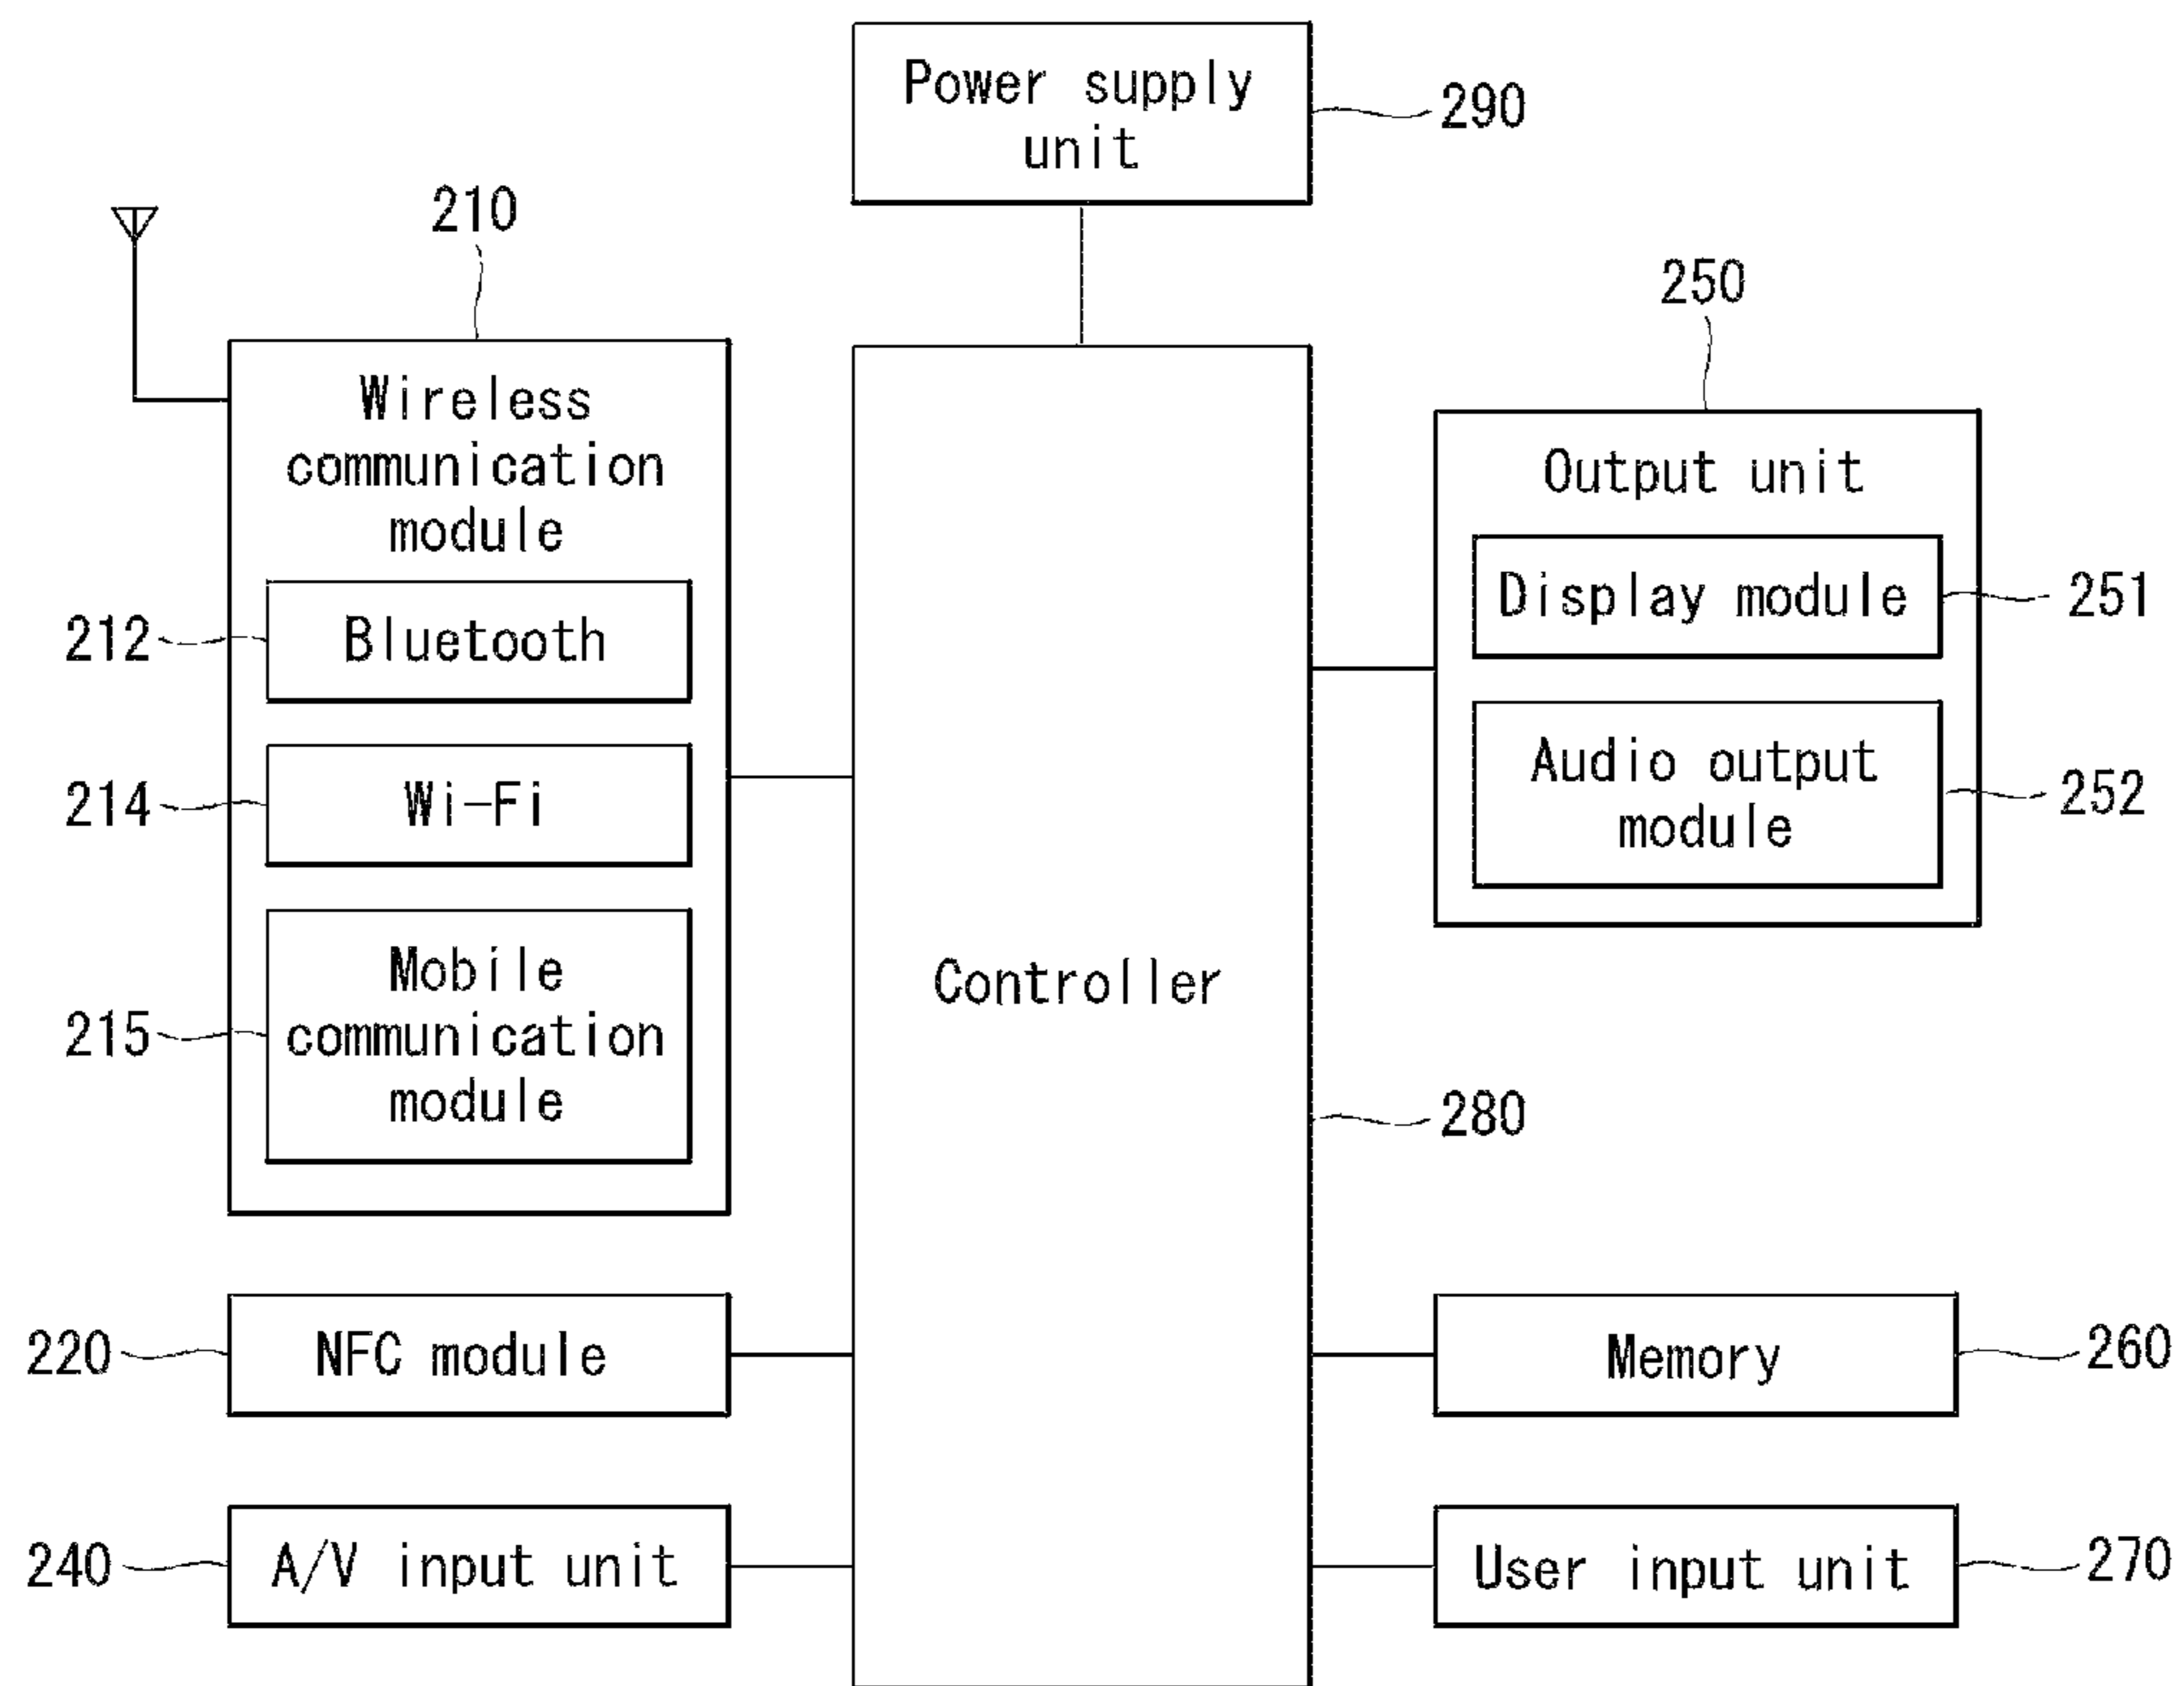 Power supply
unit
290
210
250
Wireless
communication
module
Output unit
Display module
251
212
Bluetooth
Audio output
module
252
214
Wi-Fi
Mobile
communication
module
215
Controller
280
220
NFC module
Memory
260
240
A/V input unit
User input unit
270